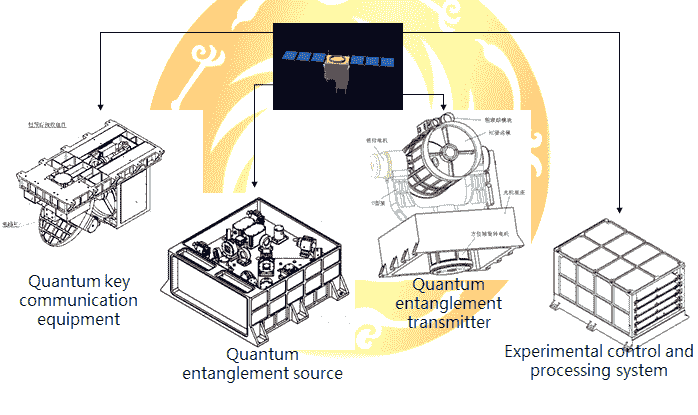 Quantum key
communication
equipment
Quantum
entanglement source
Quantum
entanglement
transmitter
Experimental control and
processing system